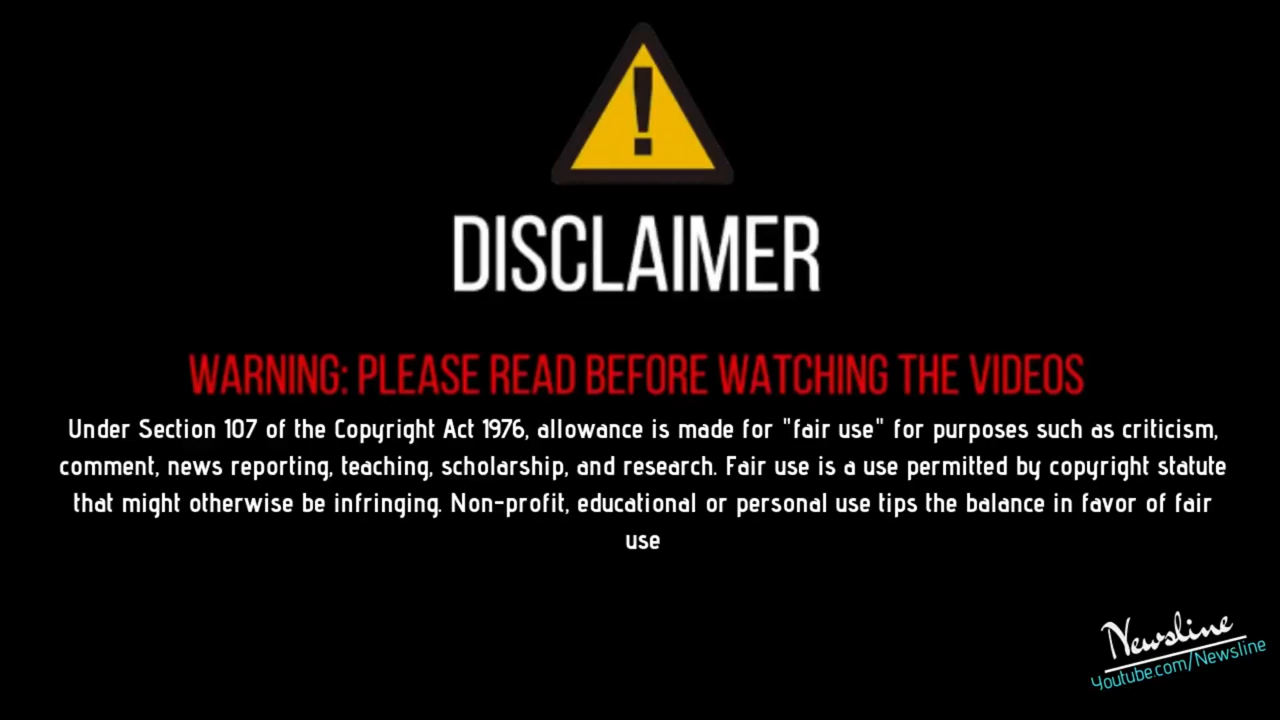 DISCLAIMER
WARNING: PLEASE READ BEFORE WATCHING THE VIDEOS
Under Section 107 of the Copyright Act 1976, allowance is made for "fair use" for purposes such as criticism,
comment, news reporting, teaching, scholarship, and research. Fair use is a use permitted by copyright statute
that might otherwise be infringing. Non-profit, educational or personal use tips the balance in favor of fair
use
Newsline
Youtube.com/Newsline